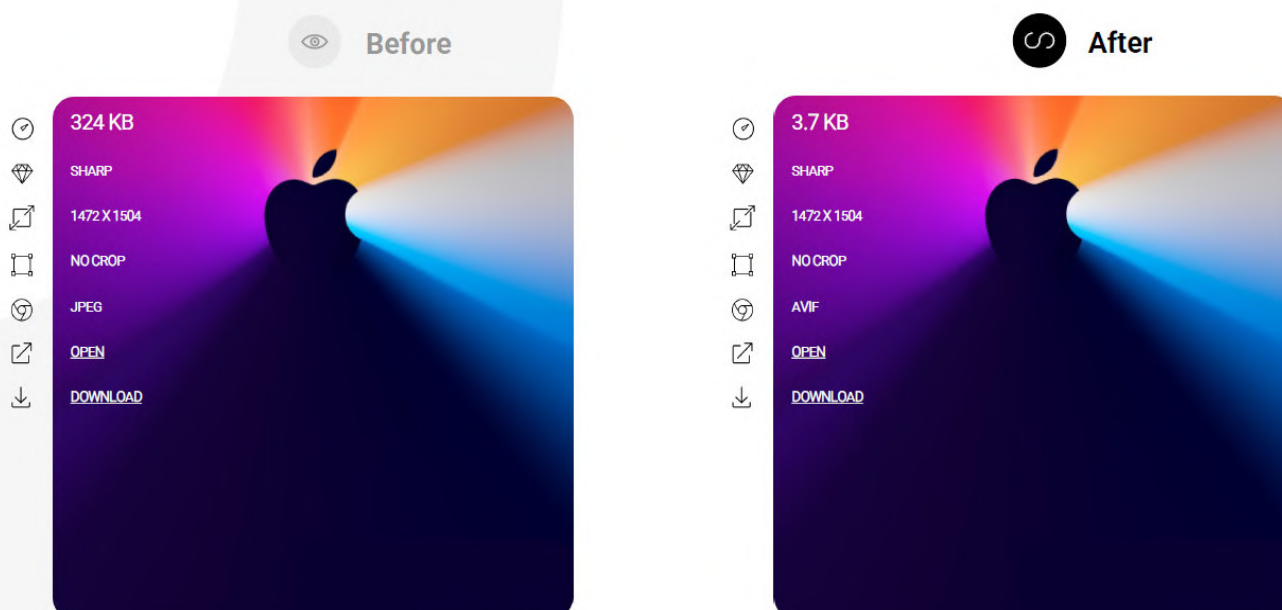 Before
324 KB
SHARP
1472 X 1504
NO CROP
JPEG
OPEN
DOWNLOAD
After
3.7 KB
SHARP
1472 X 1504
NO CROP
AVIF
OPEN
DOWNLOAD